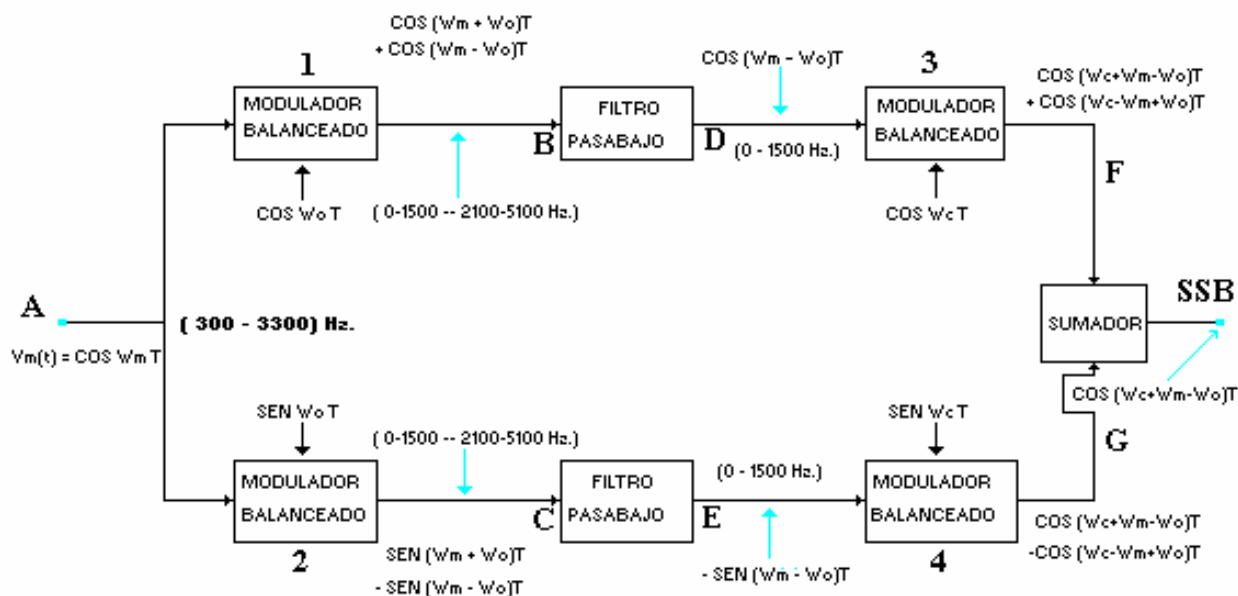 COS (Wm + Wo)T
+ COS (Wm - Wo)T
1
MODULADOR
BALANCEADO
COS Wo T
( 0-1500 -- 2100-5100 Hz.)
B
FILTRO
PASABAJO
D
COS (Wm - Wo)T
(0 - 1500 Hz.)
3
MODULADOR
BALANCEADO
COS Wc T
COS (Wc+Wm-Wo)T
+ COS (Wc-Wm+Wo)T
F
A
Vm(t) = COS Wm T
( 300 - 3300) Hz.
SUMADOR
SSB
COS (Wc+Wm-Wo)T
SEN Wo T
MODULADOR
BALANCEADO
2
( 0-1500 -- 2100-5100 Hz.)
SEN (Wm + Wo)T
- SEN (Wm - Wo)T
C
FILTRO
PASABAJO
E
(0 - 1500 Hz.)
- SEN (Wm - Wo)T
SEN Wc T
MODULADOR
BALANCEADO
4
G
COS (Wc+Wm-Wo)T
-COS (Wc-Wm+Wo)T